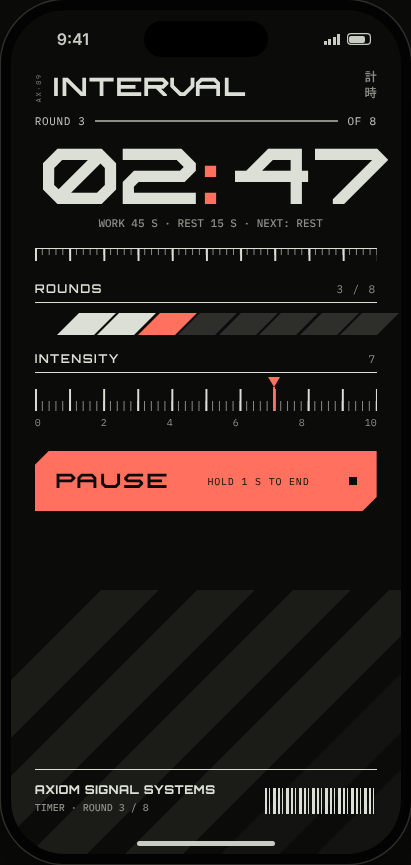 9:41
AX-09
INTERVAL
計時
ROUND 3 OF 8
02:47
WORK 45 S · REST 15 S · NEXT: REST
ROUNDS 3 / 8
INTENSITY 7
0 2 4 6 8 10
PAUSE HOLD 1 S TO END
AXIOM SIGNAL SYSTEMS
TIMER · ROUND 3 / 8